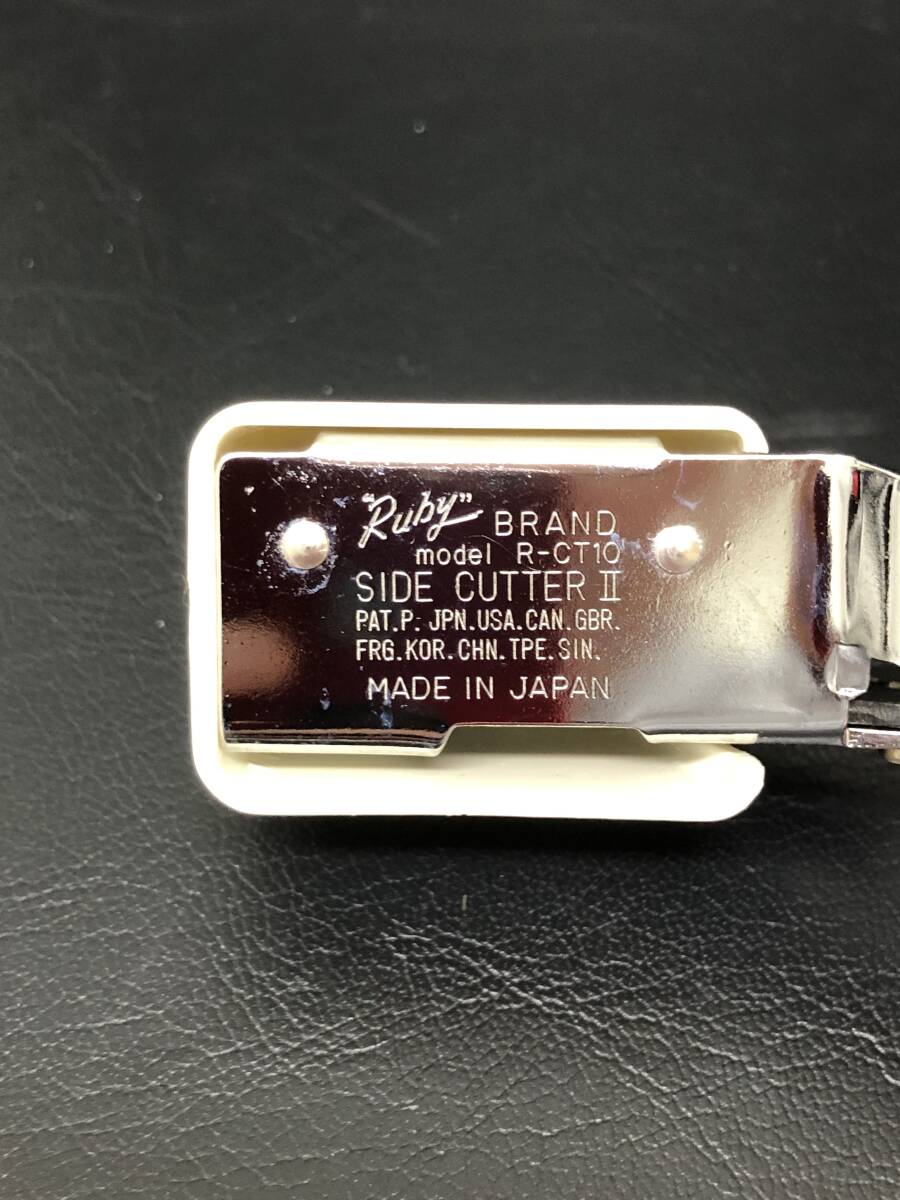 "Ruby" BRAND
model R-CT10
SIDE CUTTER II
PAT.P. JPN.USA.CAN.GBR.
FRG.KOR.CHN.TPE.SIN.
MADE IN JAPAN